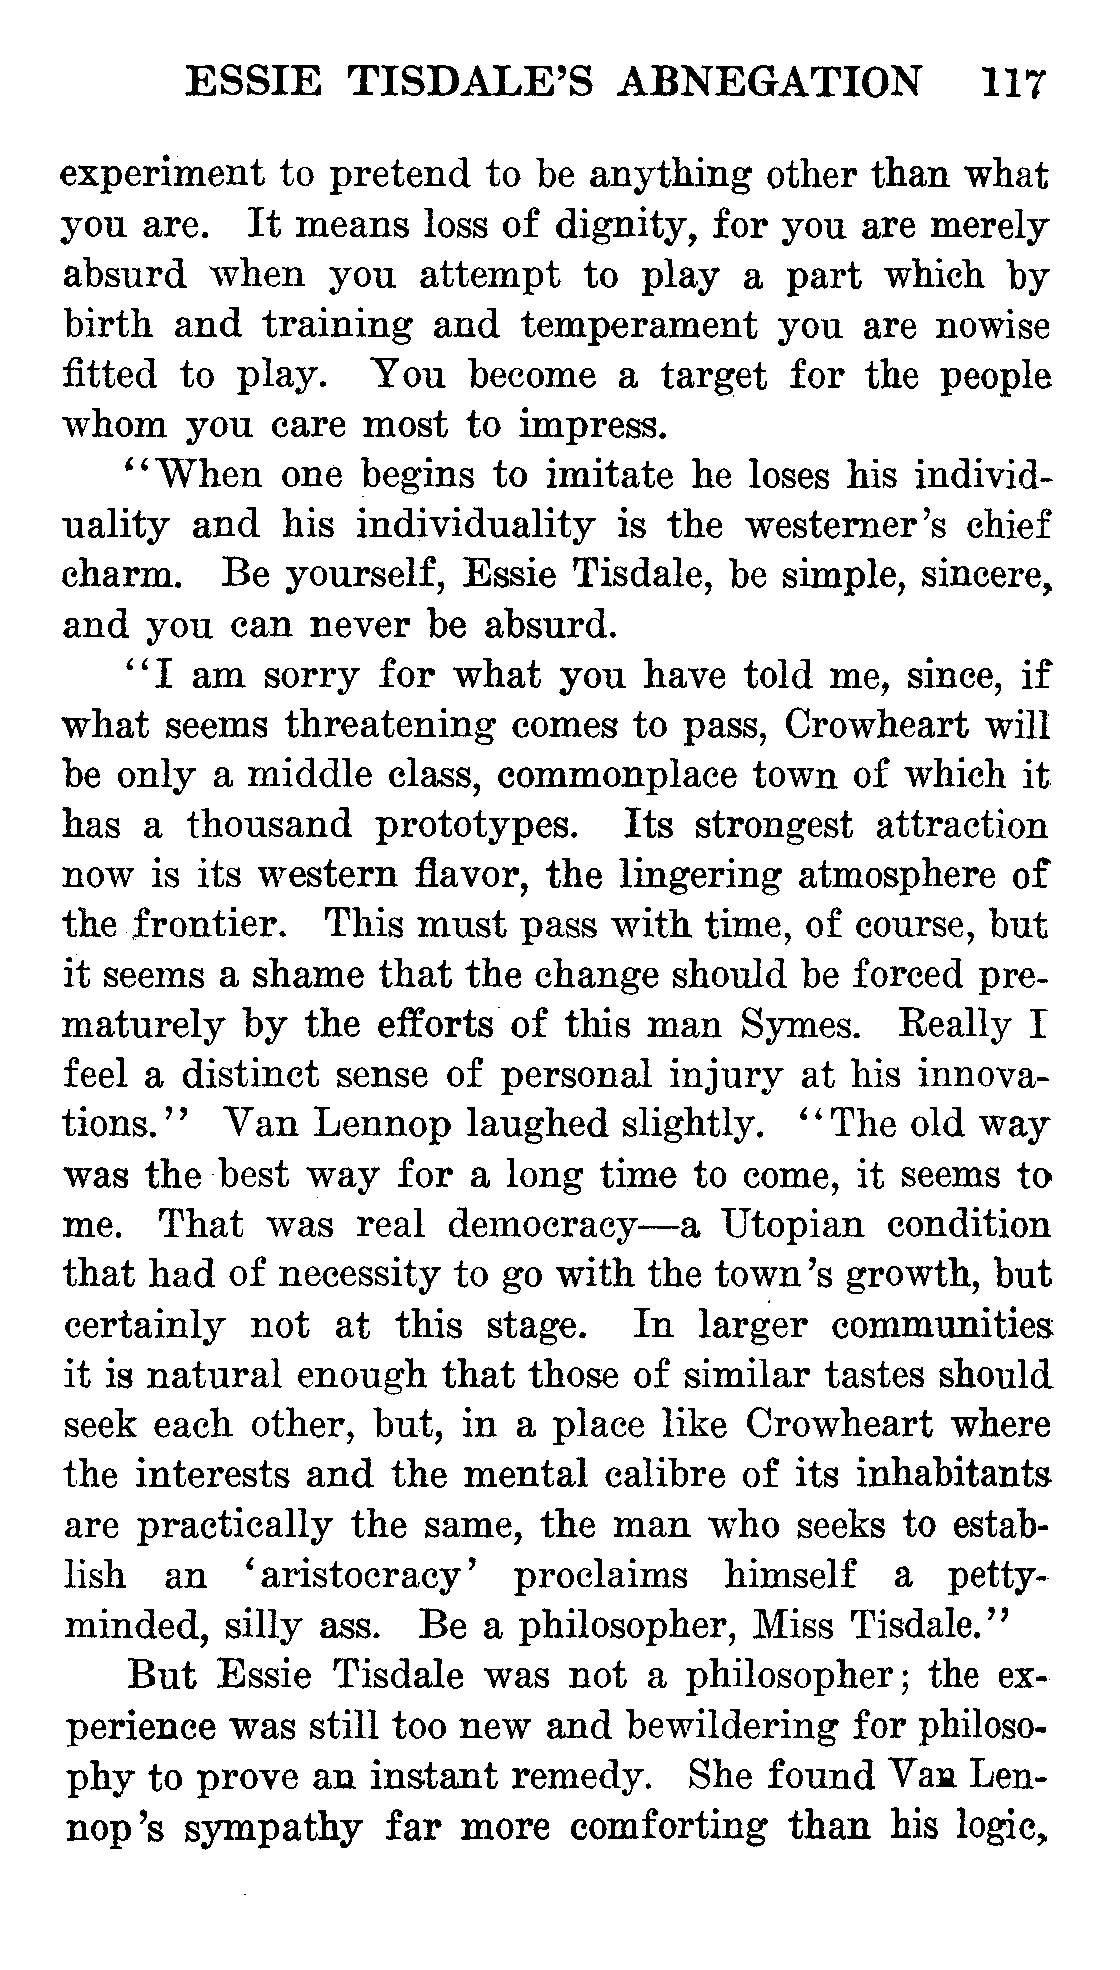 ESSIE TISDALE'S ABNEGATION 117
experiment to pretend to be anything other than what
you are. It means loss of dignity, for you are merely
absurd when you attempt to play a part which by
birth and training and temperament you are nowise
fitted to play. You become a target for the people
whom you care most to impress.
"When one begins to imitate he loses his individ-
uality and his individuality is the westerner's chief
charm. Be yourself, Essie Tisdale, be simple, sincere,
and you can never be absurd.
"I am sorry for what you have told me, since, if
what seems threatening comes to pass, Crowheart will
be only a middle class, commonplace town of which it
has a thousand prototypes. Its strongest attraction
now is its western flavor, the lingering atmosphere of
the frontier. This must pass with time, of course, but
it seems a shame that the change should be forced pre-
maturely by the efforts of this man Symes. Really I
feel a distinct sense of personal injury at his innova-
tions." Van Lennop laughed slightly. "The old way
was the best way for a long time to come, it seems to
me. That was real democracy—a Utopian condition
that had of necessity to go with the town's growth, but
certainly not at this stage. In larger communities
it is natural enough that those of similar tastes should
seek each other, but, in a place like Crowheart where
the interests and the mental calibre of its inhabitants
are practically the same, the man who seeks to estab-
lish an 'aristocracy' proclaims himself a petty-
minded, silly ass. Be a philosopher, Miss Tisdale."
But Essie Tisdale was not a philosopher; the ex-
perience was still too new and bewildering for philoso-
phy to prove an instant remedy. She found Van Len-
nop's sympathy far more comforting than his logic,